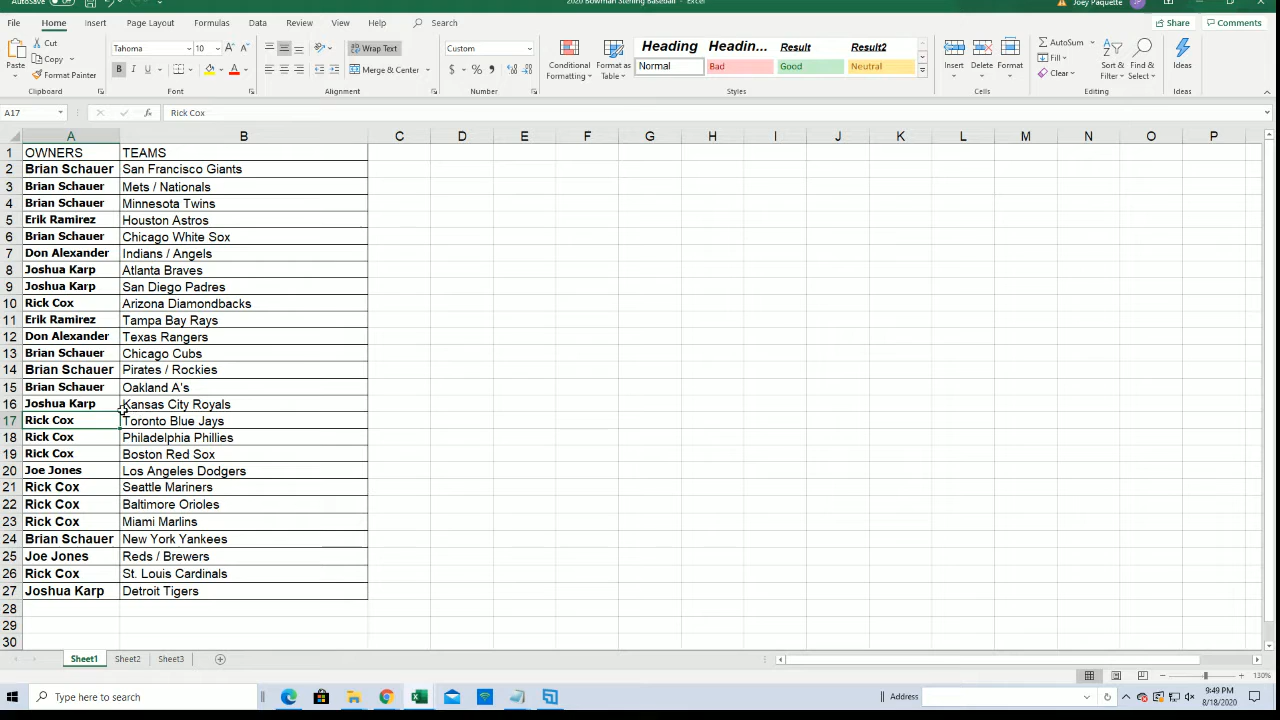 AutoSave
2020 Bowman Sterling Baseball - Excel
Joey Paquette
JP
File Home Insert Page Layout Formulas Data Review View Help Search
Share Comments
Cut
Copy
Format Painter
Paste
Tahoma 10
B I U
Wrap Text
Merge & Center
Custom
$ % ,
Conditional Formatting
Format as Table
Heading Headin... Result Result2
Normal Bad Good Neutral
Insert Delete Format
AutoSum
Fill
Clear
Sort & Filter
Find & Select
Ideas
Clipboard Font Alignment Number Styles Cells Editing Ideas
A17 fx Rick Cox
A B C D E F G H I J K L M N O P
1 OWNERS TEAMS
2 Brian Schauer San Francisco Giants
3 Brian Schauer Mets / Nationals
4 Brian Schauer Minnesota Twins
5 Erik Ramirez Houston Astros
6 Brian Schauer Chicago White Sox
7 Don Alexander Indians / Angels
8 Joshua Karp Atlanta Braves
9 Joshua Karp San Diego Padres
10 Rick Cox Arizona Diamondbacks
11 Erik Ramirez Tampa Bay Rays
12 Don Alexander Texas Rangers
13 Brian Schauer Chicago Cubs
14 Brian Schauer Pirates / Rockies
15 Brian Schauer Oakland A's
16 Joshua Karp Kansas City Royals
17 Rick Cox Toronto Blue Jays
18 Rick Cox Philadelphia Phillies
19 Rick Cox Boston Red Sox
20 Joe Jones Los Angeles Dodgers
21 Rick Cox Seattle Mariners
22 Rick Cox Baltimore Orioles
23 Rick Cox Miami Marlins
24 Brian Schauer New York Yankees
25 Joe Jones Reds / Brewers
26 Rick Cox St. Louis Cardinals
27 Joshua Karp Detroit Tigers
28
29
30
Sheet1 Sheet2 Sheet3
130%
Type here to search
Address
9:49 PM
8/18/2020